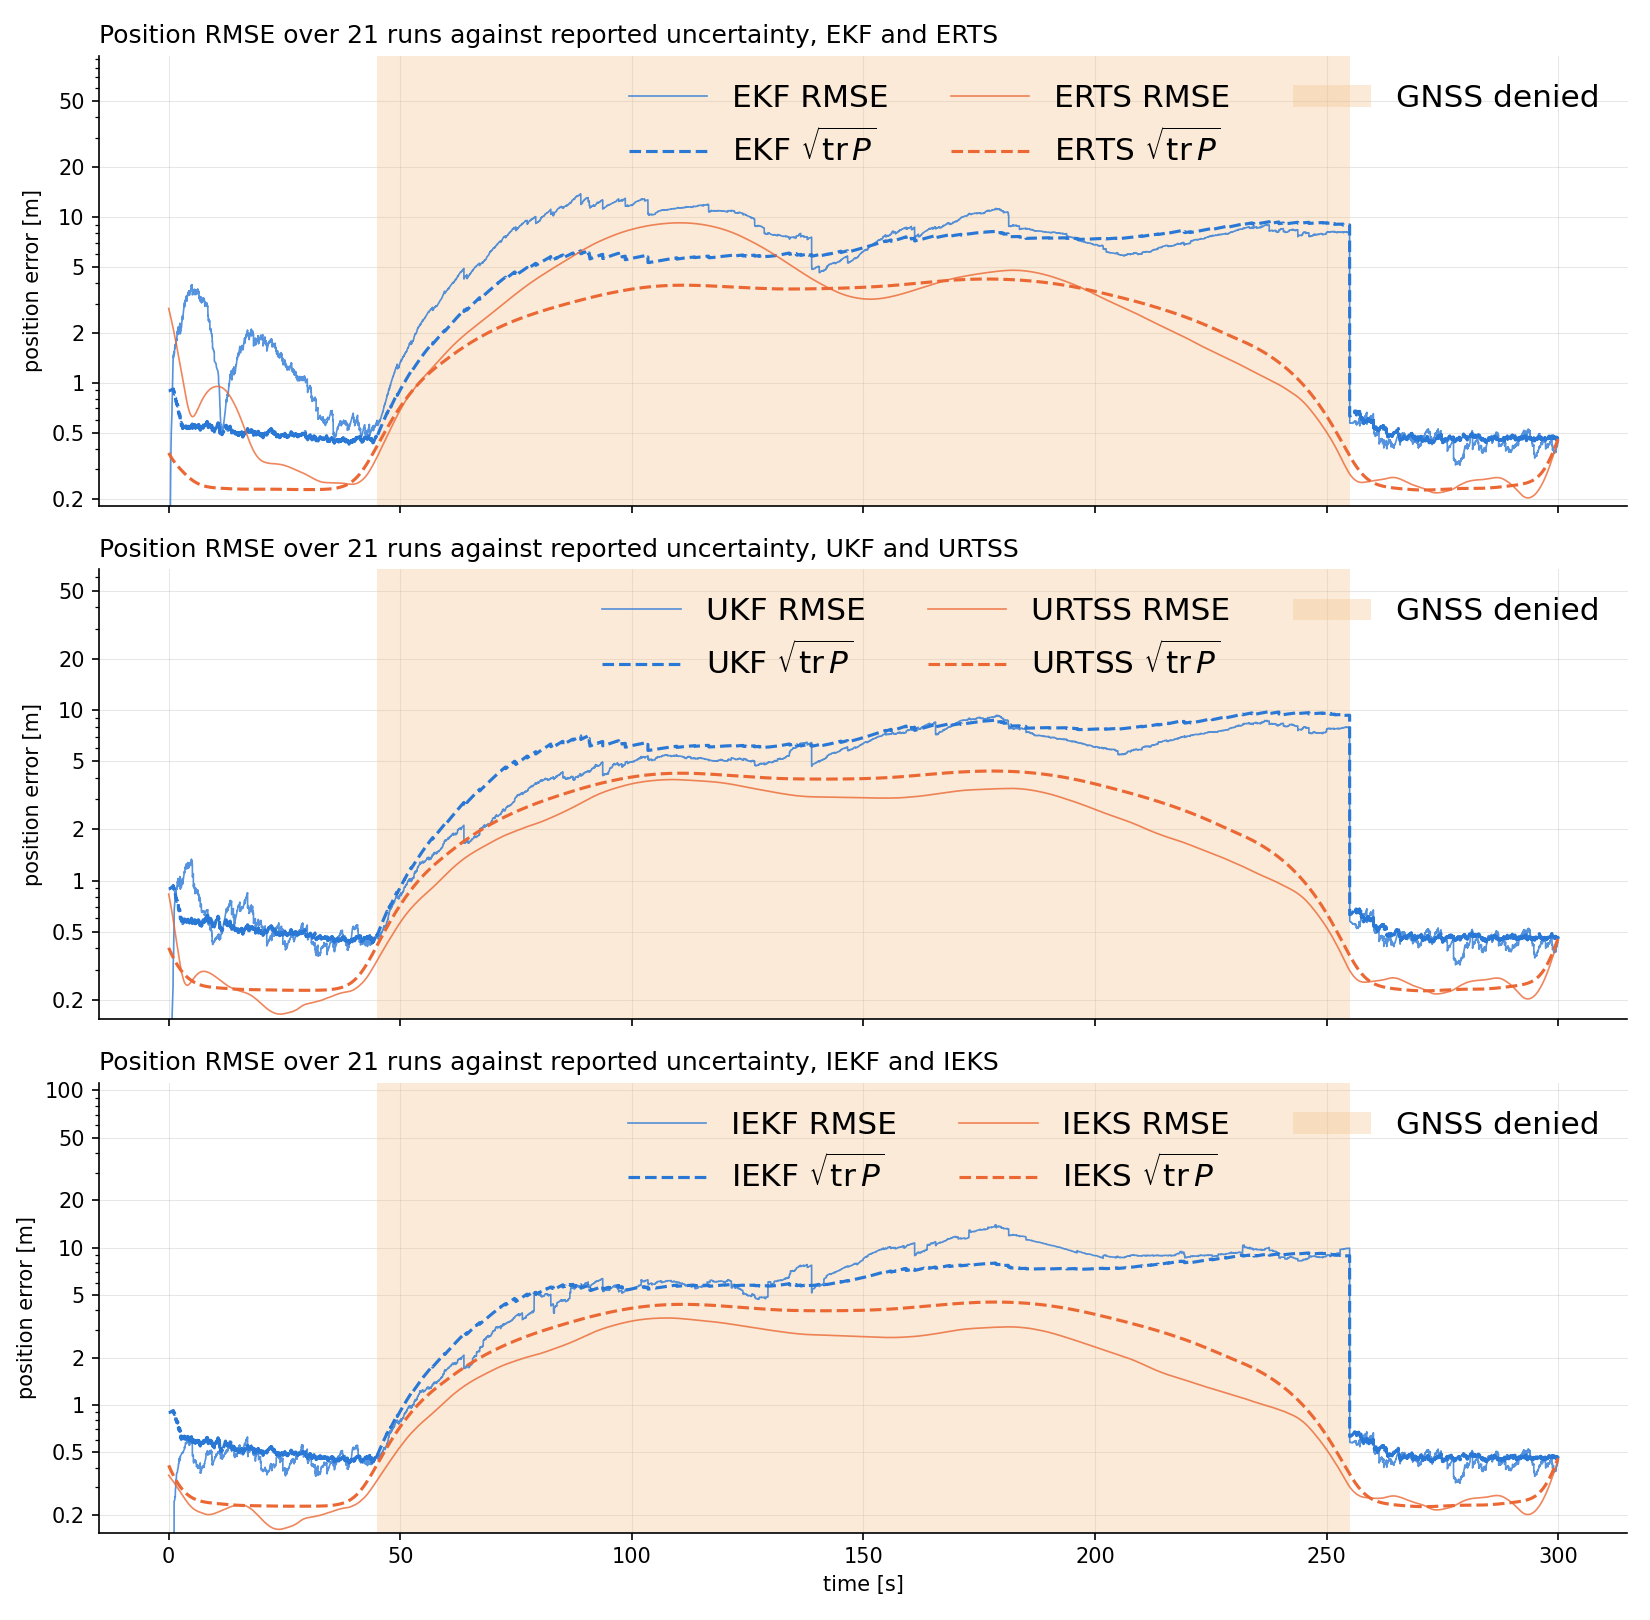 Position RMSE over 21 runs against reported uncertainty, EKF and ERTS
position error [m]
50
20
10
5
2
1
0.5
0.2
EKF RMSE
ERTS RMSE
GNSS denied
EKF √tr P
ERTS √tr P
Position RMSE over 21 runs against reported uncertainty, UKF and URTSS
position error [m]
50
20
10
5
2
1
0.5
0.2
UKF RMSE
URTSS RMSE
GNSS denied
UKF √tr P
URTSS √tr P
Position RMSE over 21 runs against reported uncertainty, IEKF and IEKS
position error [m]
100
50
20
10
5
2
1
0.5
0.2
IEKF RMSE
IEKS RMSE
GNSS denied
IEKF √tr P
IEKS √tr P
0 50 100 150 200 250 300
time [s]